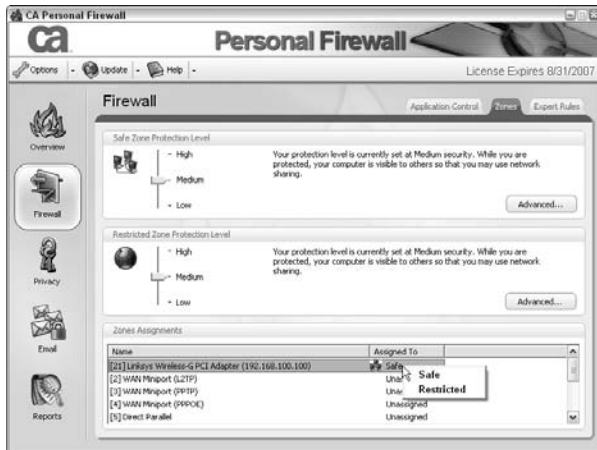 CA Personal Firewall
ca
Personal Firewall
Options
Update
Help
License Expires 8/31/2007
Overview
Firewall
Privacy
Email
Reports
Firewall
Application Control
Zones
Expert Rules
Safe Zone Protection Level
- High
- Medium
- Low
Your protection level is currently set at Medium security. While you are
protected, your computer is visible to others so that you may use network
sharing.
Advanced...
Restricted Zone Protection Level
- High
- Medium
- Low
Your protection level is currently set at Medium security. While you are
protected, your computer is visible to others so that you may use network
sharing.
Advanced...
Zones Assignments
Name Assigned To
[21] Linksys Wireless-G PCI Adapter (192.168.100.100) Safe
[2] WAN Miniport (L2TP) Una
[3] WAN Miniport (PPTP) Una
[4] WAN Miniport (PPPOE) Unassigned
[5] Direct Parallel Unassigned
Safe
Restricted